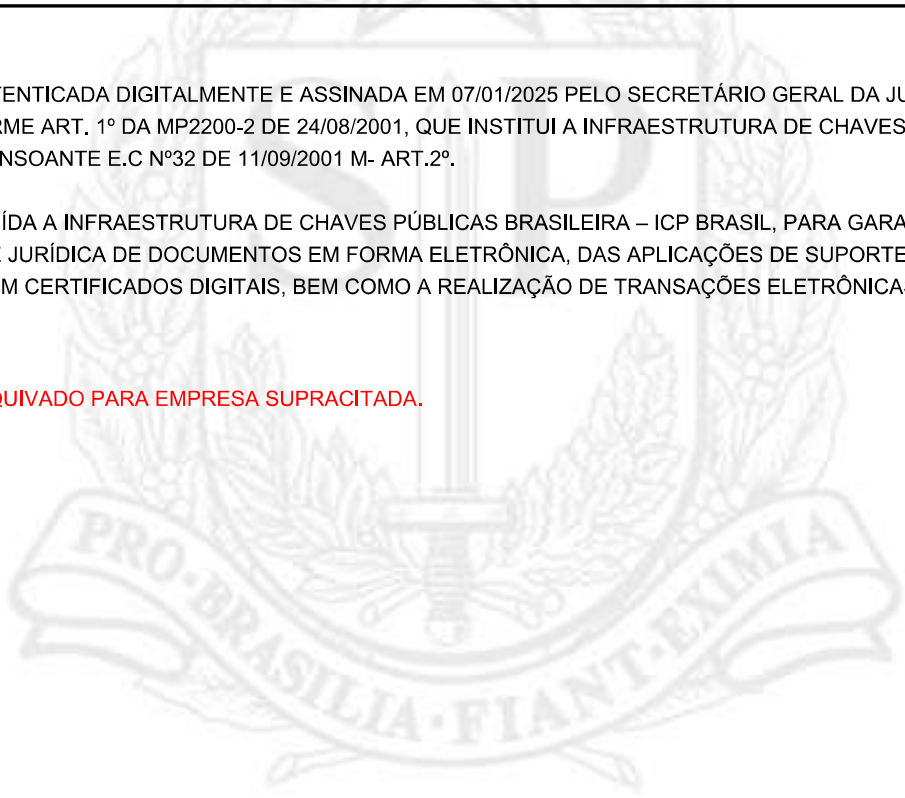 TENTICADA DIGITALMENTE E ASSINADA EM 07/01/2025 PELO SECRETÁRIO GERAL DA JU
RME ART. 1º DA MP2200-2 DE 24/08/2001, QUE INSTITUI A INFRAESTRUTURA DE CHAVES
NSOANTE E.C Nº32 DE 11/09/2001 M- ART.2º.
ÍDA A INFRAESTRUTURA DE CHAVES PÚBLICAS BRASILEIRA – ICP BRASIL, PARA GARA
E JURÍDICA DE DOCUMENTOS EM FORMA ELETRÔNICA, DAS APLICAÇÕES DE SUPORTE
M CERTIFICADOS DIGITAIS, BEM COMO A REALIZAÇÃO DE TRANSAÇÕES ELETRÔNICAS
QUIVADO PARA EMPRESA SUPRACITADA.
SP
PRO·BRASILIA·FIANT·EXIMIA